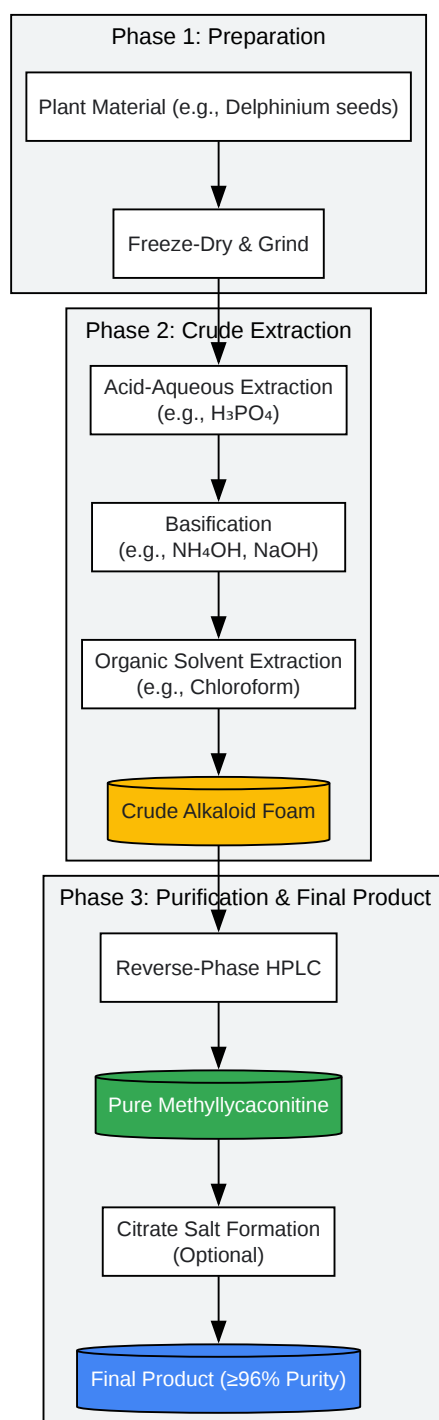 Phase 1: Preparation
Plant Material (e.g., Delphinium seeds)
Freeze-Dry & Grind
Phase 2: Crude Extraction
Acid-Aqueous Extraction
(e.g., H₃PO₄)
Basification
(e.g., NH₄OH, NaOH)
Organic Solvent Extraction
(e.g., Chloroform)
Crude Alkaloid Foam
Phase 3: Purification & Final Product
Reverse-Phase HPLC
Pure Methyllycaconitine
Citrate Salt Formation
(Optional)
Final Product (≥96% Purity)